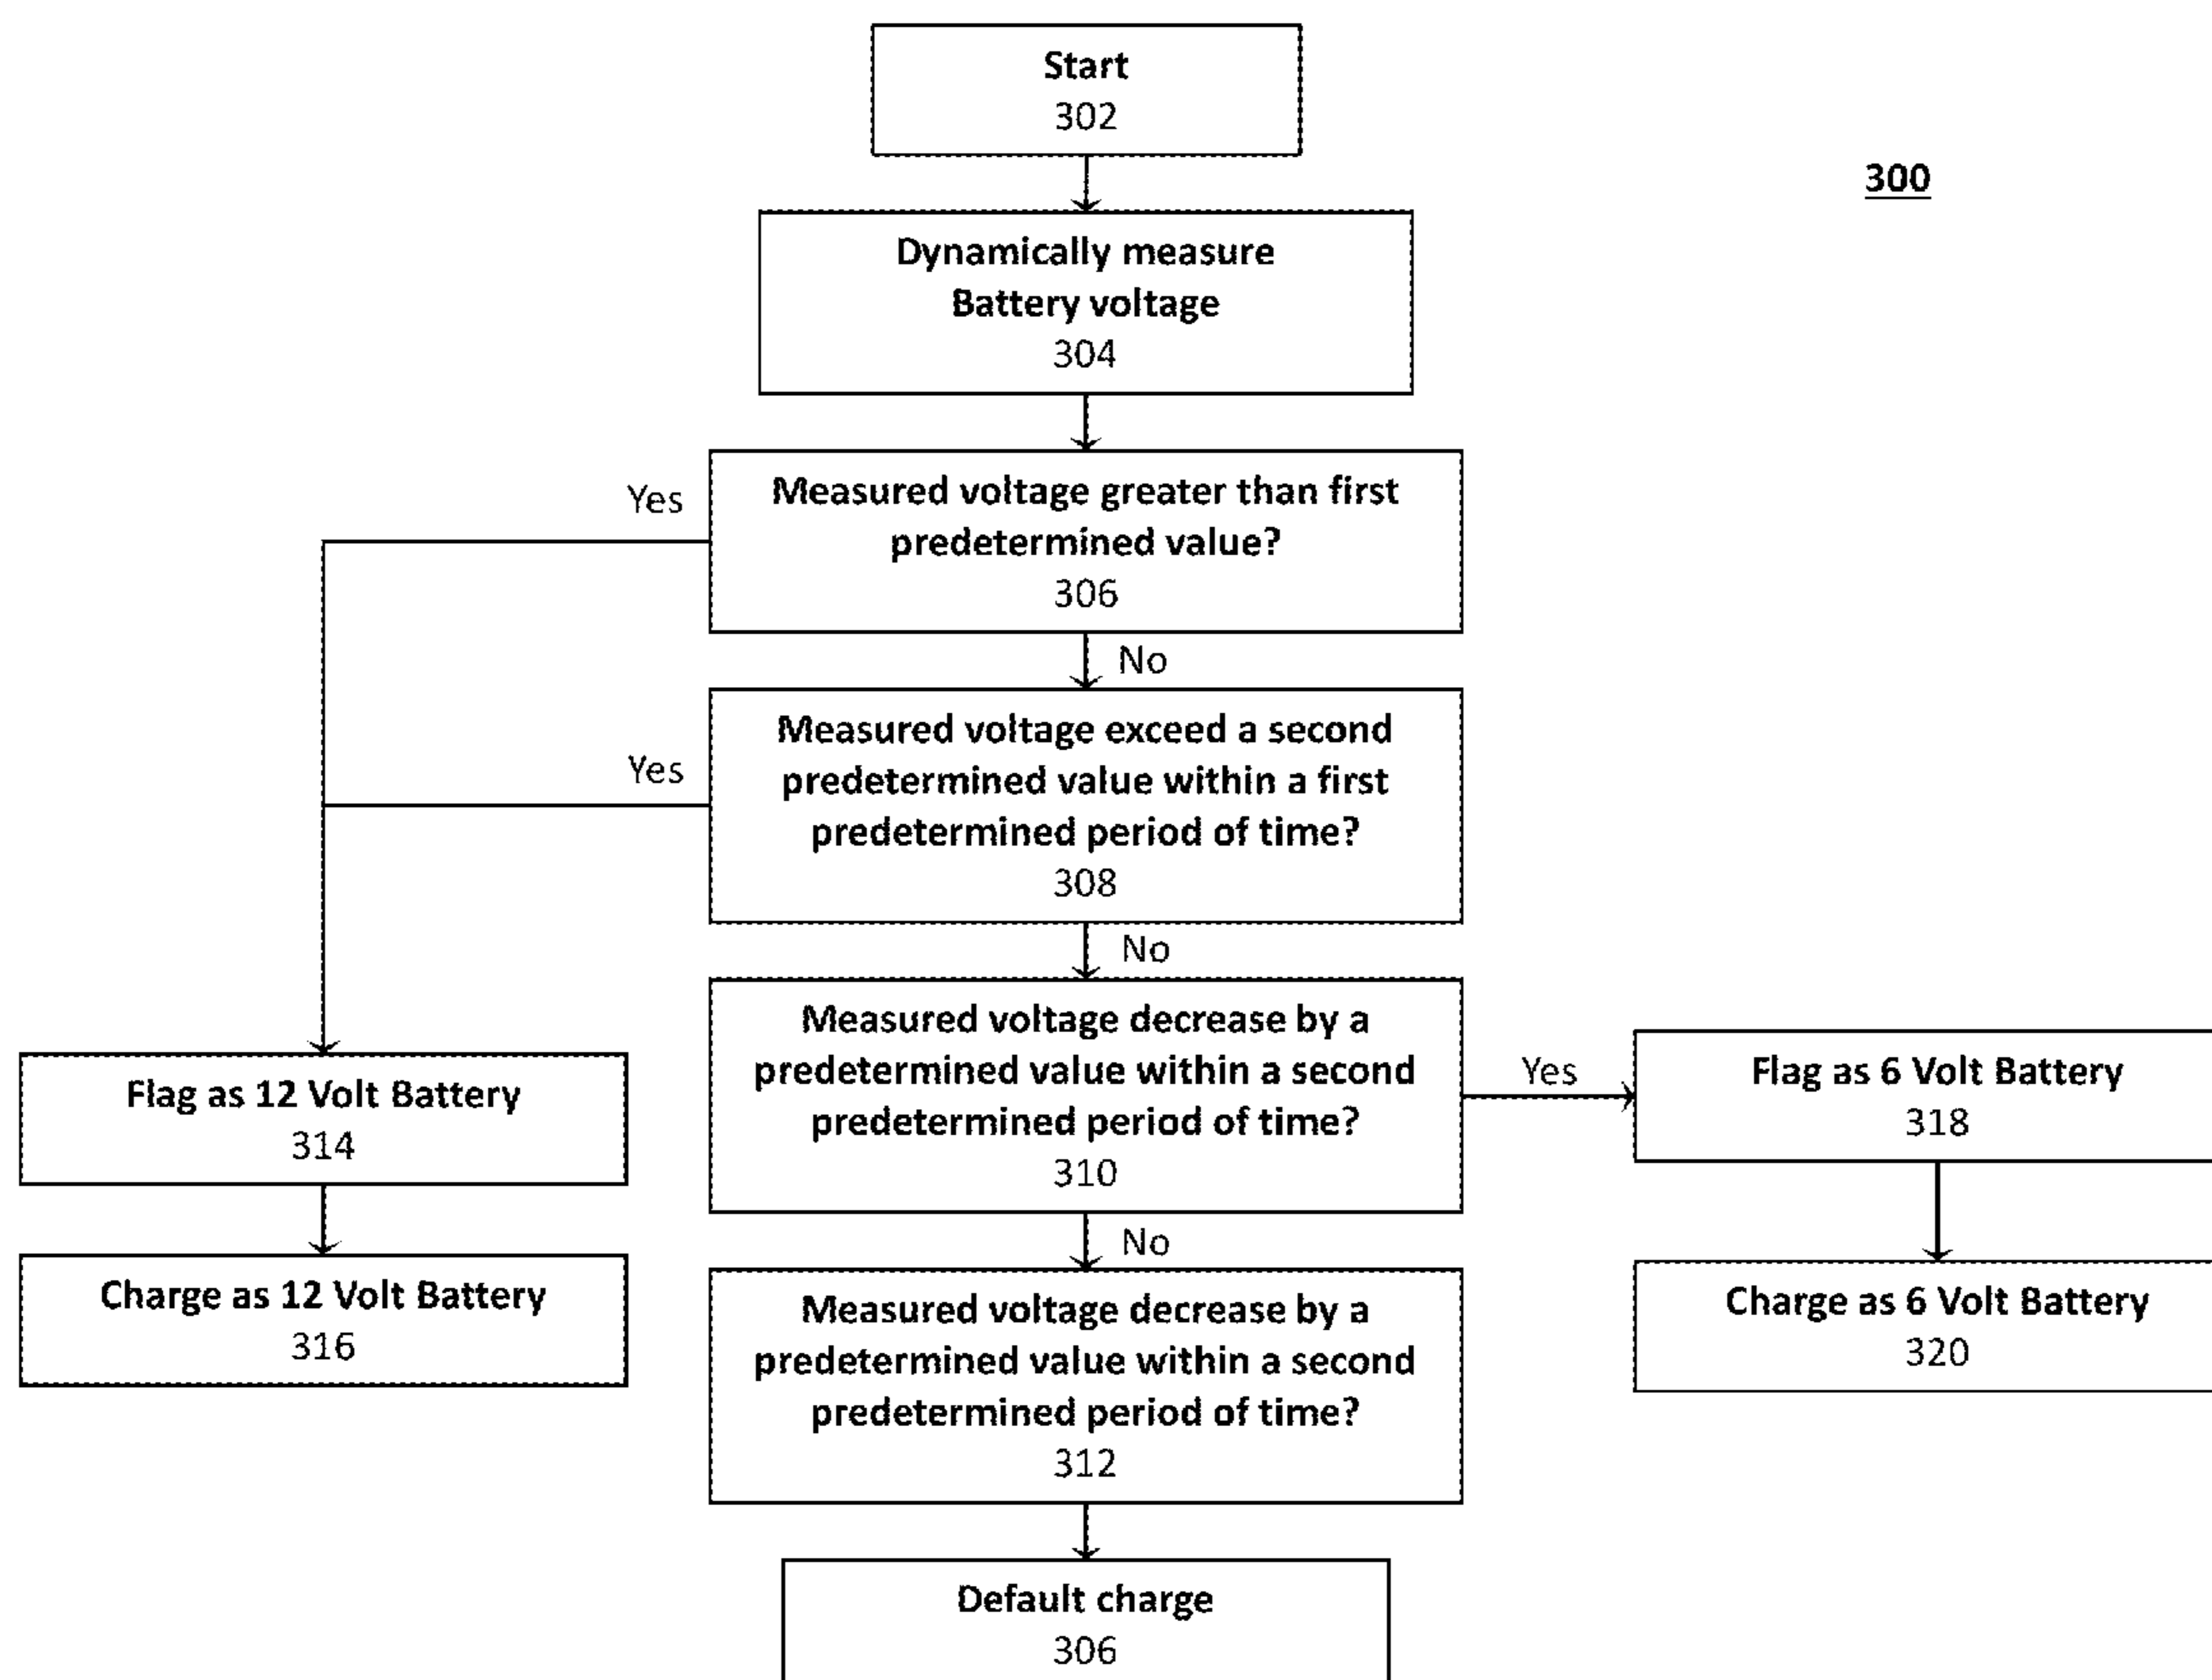 Start
302
300
Dynamically measure
Battery voltage
304
Yes
Measured voltage greater than first
predetermined value?
306
No
Yes
Measured voltage exceed a second
predetermined value within a first
predetermined period of time?
308
No
Flag as 12 Volt Battery
314
Measured voltage decrease by a
predetermined value within a second
predetermined period of time?
310
Yes
Flag as 6 Volt Battery
318
No
Charge as 12 Volt Battery
316
Measured voltage decrease by a
predetermined value within a second
predetermined period of time?
312
Charge as 6 Volt Battery
320
Default charge
306